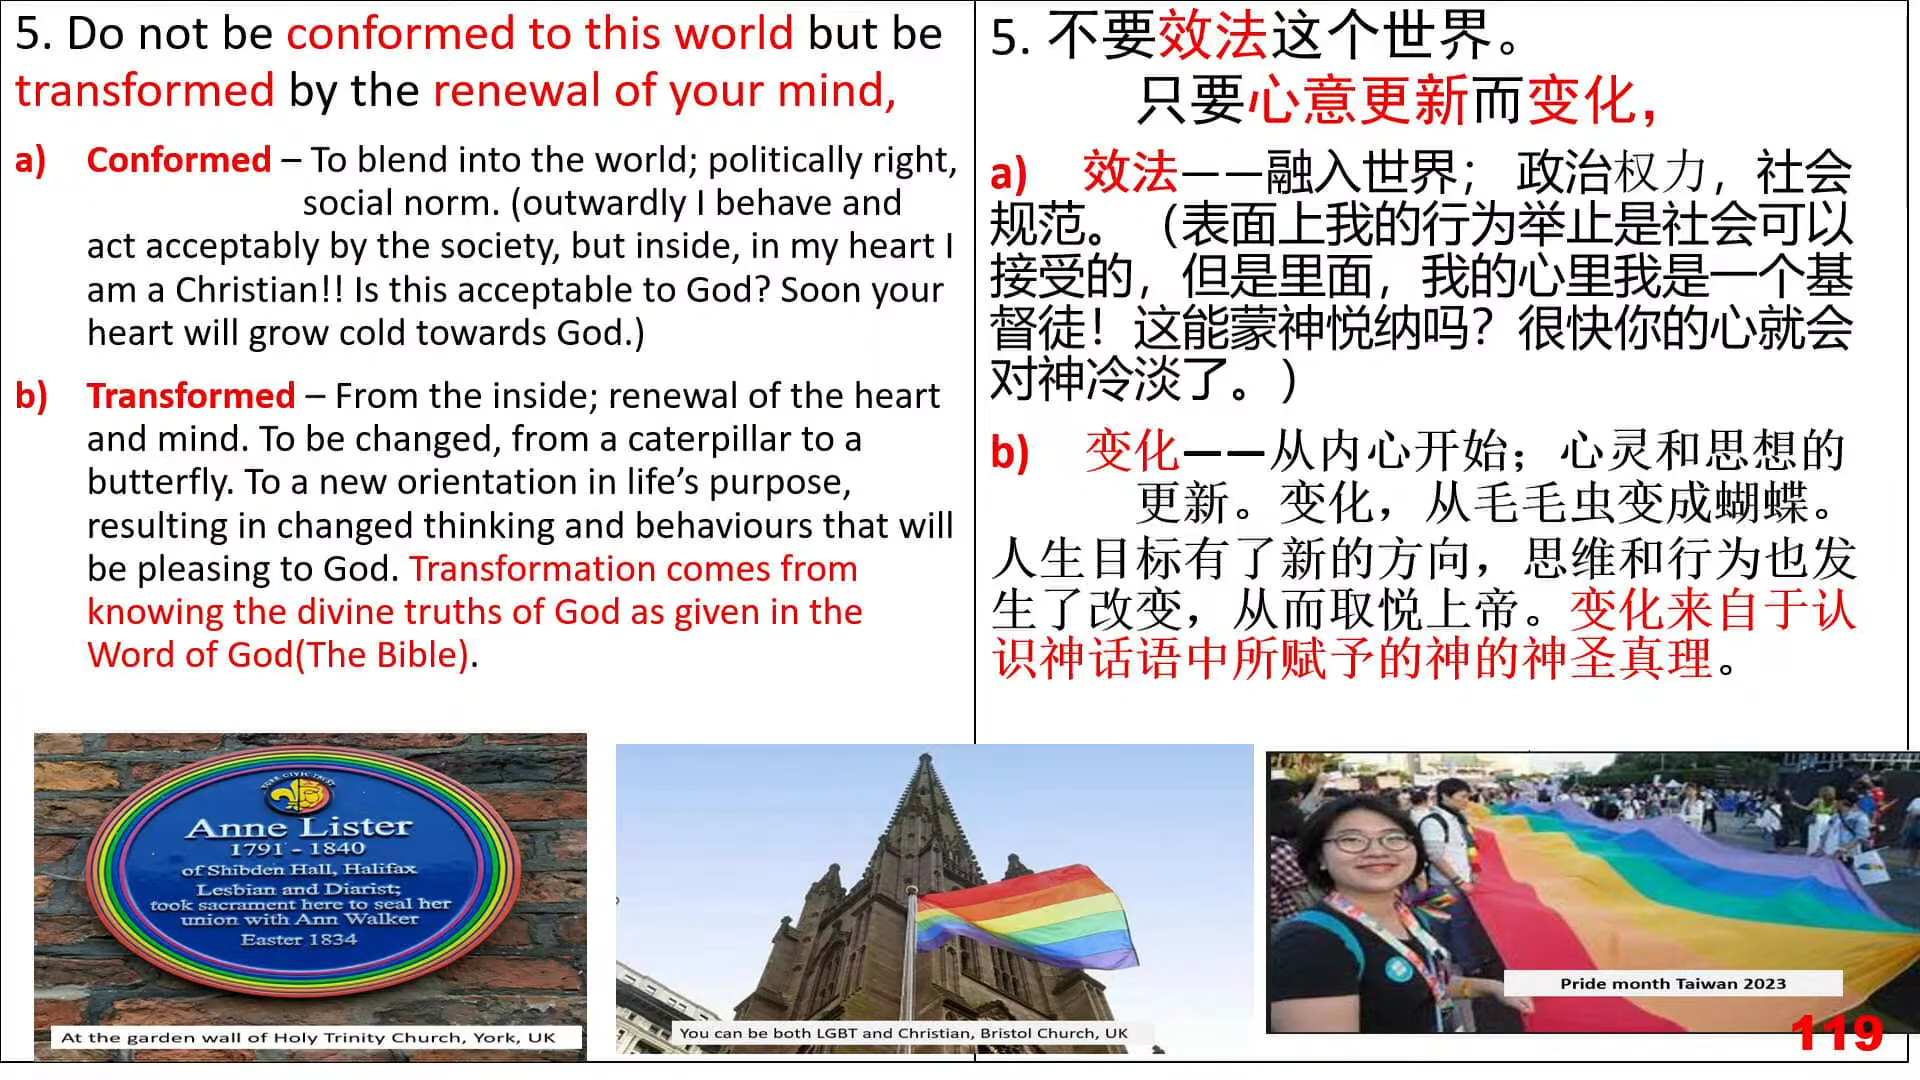 5. Do not be conformed to this world but be
transformed by the renewal of your mind,
a) Conformed – To blend into the world; politically right,
social norm. (outwardly I behave and
act acceptably by the society, but inside, in my heart I
am a Christian!! Is this acceptable to God? Soon your
heart will grow cold towards God.)
b) Transformed – From the inside; renewal of the heart
and mind. To be changed, from a caterpillar to a
butterfly. To a new orientation in life’s purpose,
resulting in changed thinking and behaviours that will
be pleasing to God. Transformation comes from
knowing the divine truths of God as given in the
Word of God(The Bible).
5. 不要效法这个世界。
只要心意更新而变化，
a) 效法——融入世界； 政治权力，社会
规范。（表面上我的行为举止是社会可以
接受的，但是里面，我的心里我是一个基
督徒！这能蒙神悦纳吗？很快你的心就会
对神冷淡了。）
b) 变化——从内心开始；心灵和思想的
更新。变化，从毛毛虫变成蝴蝶。
人生目标有了新的方向，思维和行为也发
生了改变，从而取悦上帝。变化来自于认
识神话语中所赋予的神的神圣真理。
YORK CIVIC TRUST
Anne Lister
1791 - 1840
of Shibden Hall, Halifax
Lesbian and Diarist;
took sacrament here to seal her
union with Ann Walker
Easter 1834
At the garden wall of Holy Trinity Church, York, UK
You can be both LGBT and Christian, Bristol Church, UK
Pride month Taiwan 2023
119